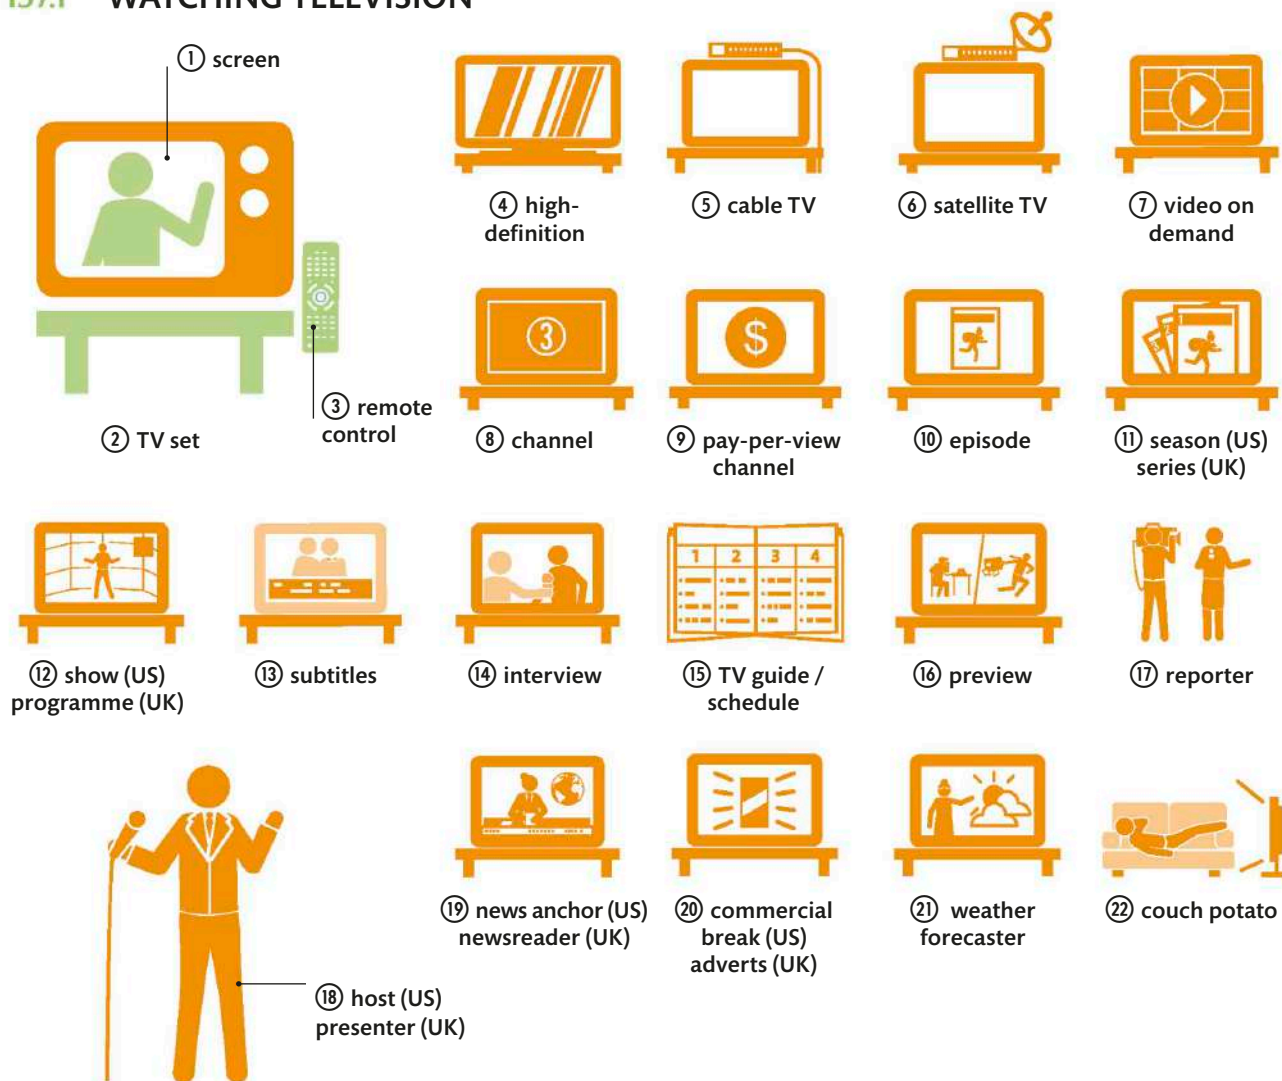 137.1 WATCHING TELEVISION
① screen
② TV set
③ remote
control
④ high-
definition
⑤ cable TV
⑥ satellite TV
⑦ video on
demand
3
⑧ channel
$
⑨ pay-per-view
channel
⑩ episode
⑪ season (US)
series (UK)
⑫ show (US)
programme (UK)
⑬ subtitles
⑭ interview
1 2 3 4
⑮ TV guide /
schedule
⑯ preview
⑰ reporter
⑱ host (US)
presenter (UK)
⑲ news anchor (US)
newsreader (UK)
⑳ commercial
break (US)
adverts (UK)
㉑ weather
forecaster
㉒ couch potato